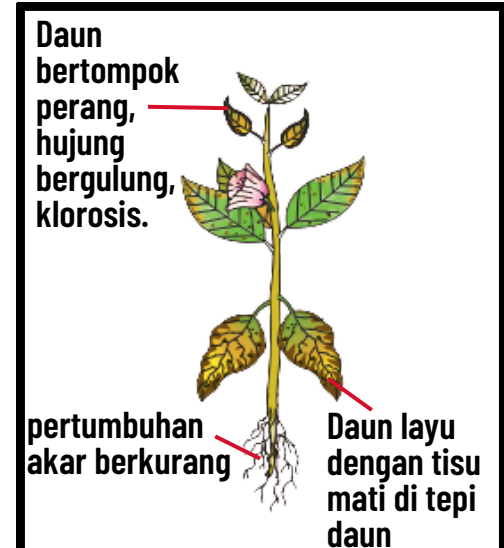 Daun
bertompok
perang,
hujung
bergulung,
klorosis.
pertumbuhan
akar berkurang
Daun layu
dengan tisu
mati di tepi
daun